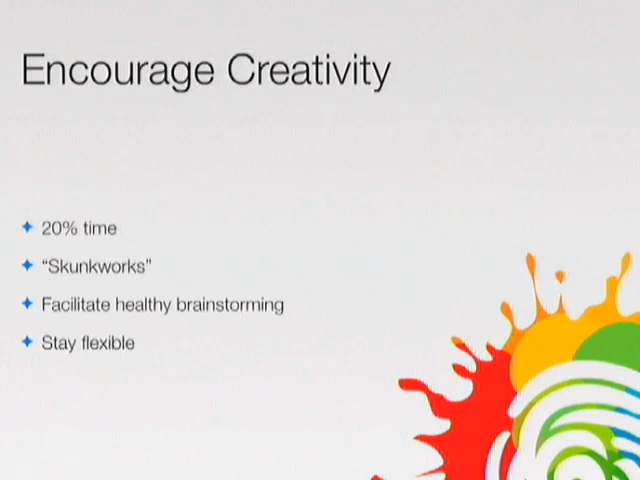 Encourage Creativity
20% time
“Skunkworks”
Facilitate healthy brainstorming
Stay flexible